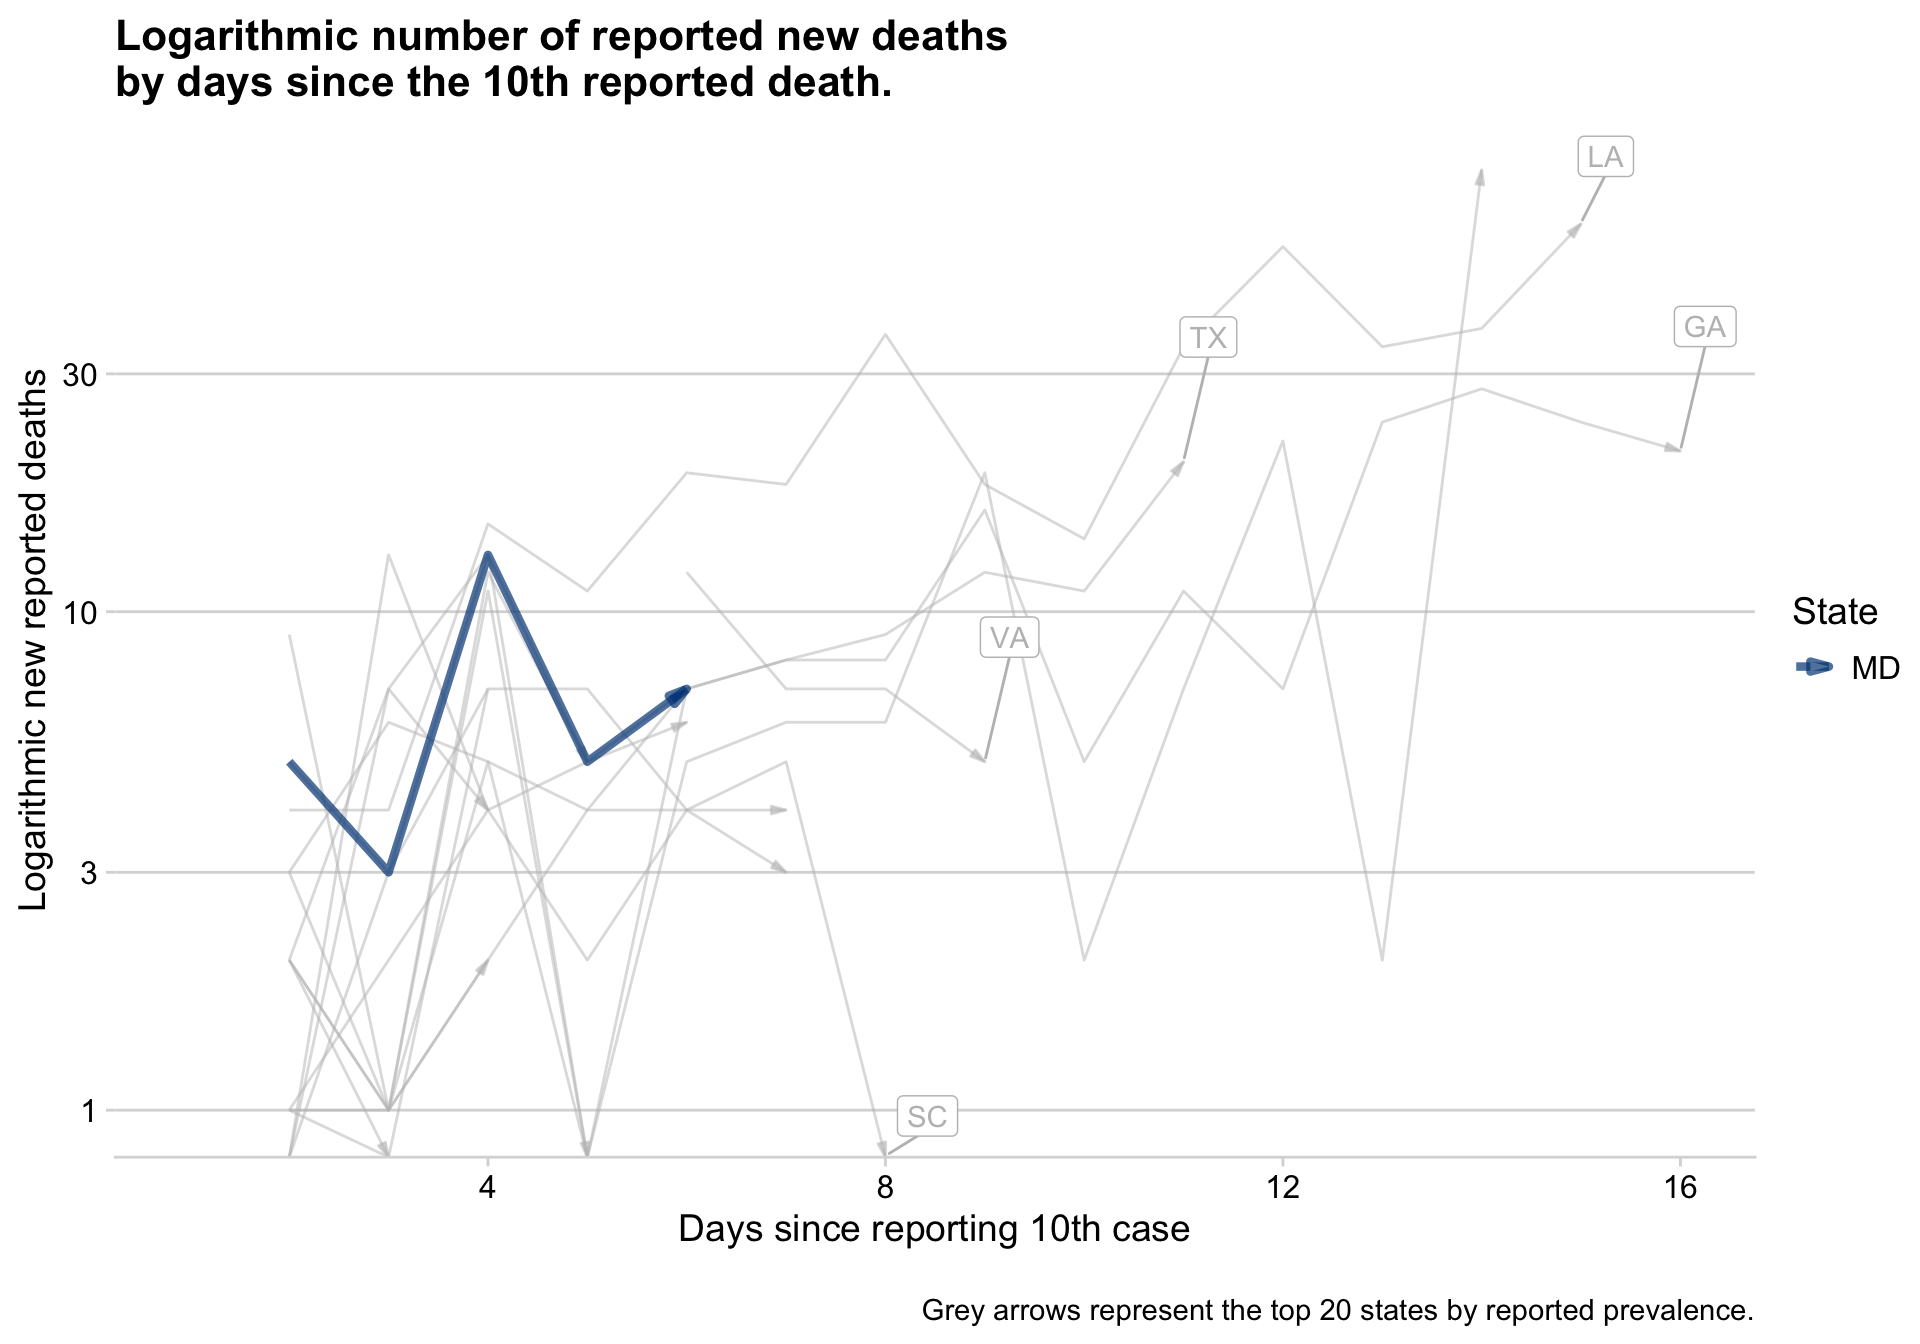 Logarithmic number of reported new deaths
by days since the 10th reported death.
LA
GA
TX
30
Logarithmic new reported deaths
10
VA
State
MD
3
1
SC
4
8
12
16
Days since reporting 10th case
Grey arrows represent the top 20 states by reported prevalence.